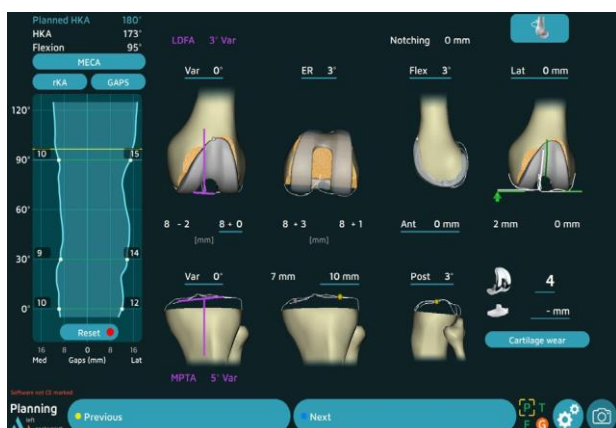 Planned HKA 180°
HKA 173°
Flexion 95°
MECA
rKA GAPS
LDFA 3° Var
Notching 0 mm
Var 0° ER 3° Flex 3° Lat 0 mm
120°
10 15
90°
60°
9 14
30°
10 12
0°
Reset
16 8 0 8 16
Med Gaps (mm) Lat
8 - 2 8 + 0 8 + 3 8 + 1 Ant 0 mm 2 mm 0 mm
[mm] [mm]
Var 0° 7 mm 10 mm Post 3°
4
- mm
Cartilage wear
MPTA 5° Var
Software not CE marked
Planning
left
Previous
Next
P T
F G